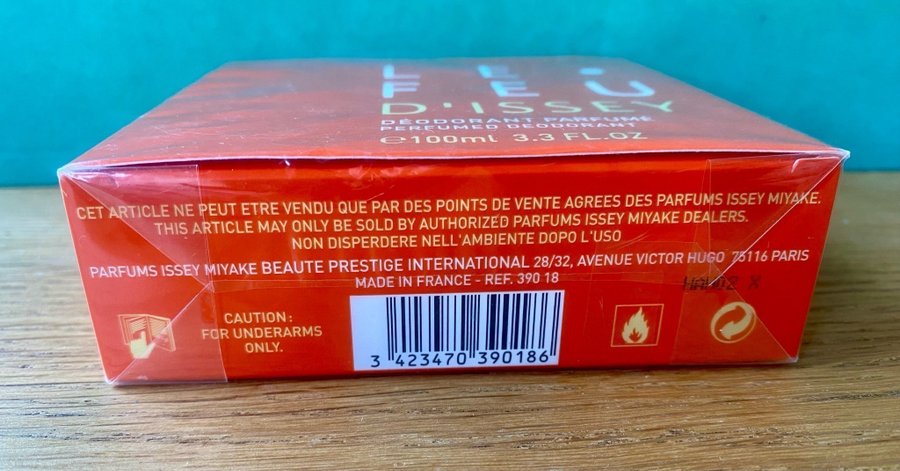 LE
FEU
D'ISSEY
DÉODORANT PARFUMÉ
PERFUMED DEODORANT
℮100ml 3.3 FL.OZ
CET ARTICLE NE PEUT ETRE VENDU QUE PAR DES POINTS DE VENTE AGREES DES PARFUMS ISSEY MIYAKE.
THIS ARTICLE MAY ONLY BE SOLD BY AUTHORIZED PARFUMS ISSEY MIYAKE DEALERS.
NON DISPERDERE NELL'AMBIENTE DOPO L'USO
PARFUMS ISSEY MIYAKE BEAUTE PRESTIGE INTERNATIONAL 28/32, AVENUE VICTOR HUGO 75116 PARIS
MADE IN FRANCE - REF. 390 18
CAUTION :
FOR UNDERARMS
ONLY.
3 423470 390186